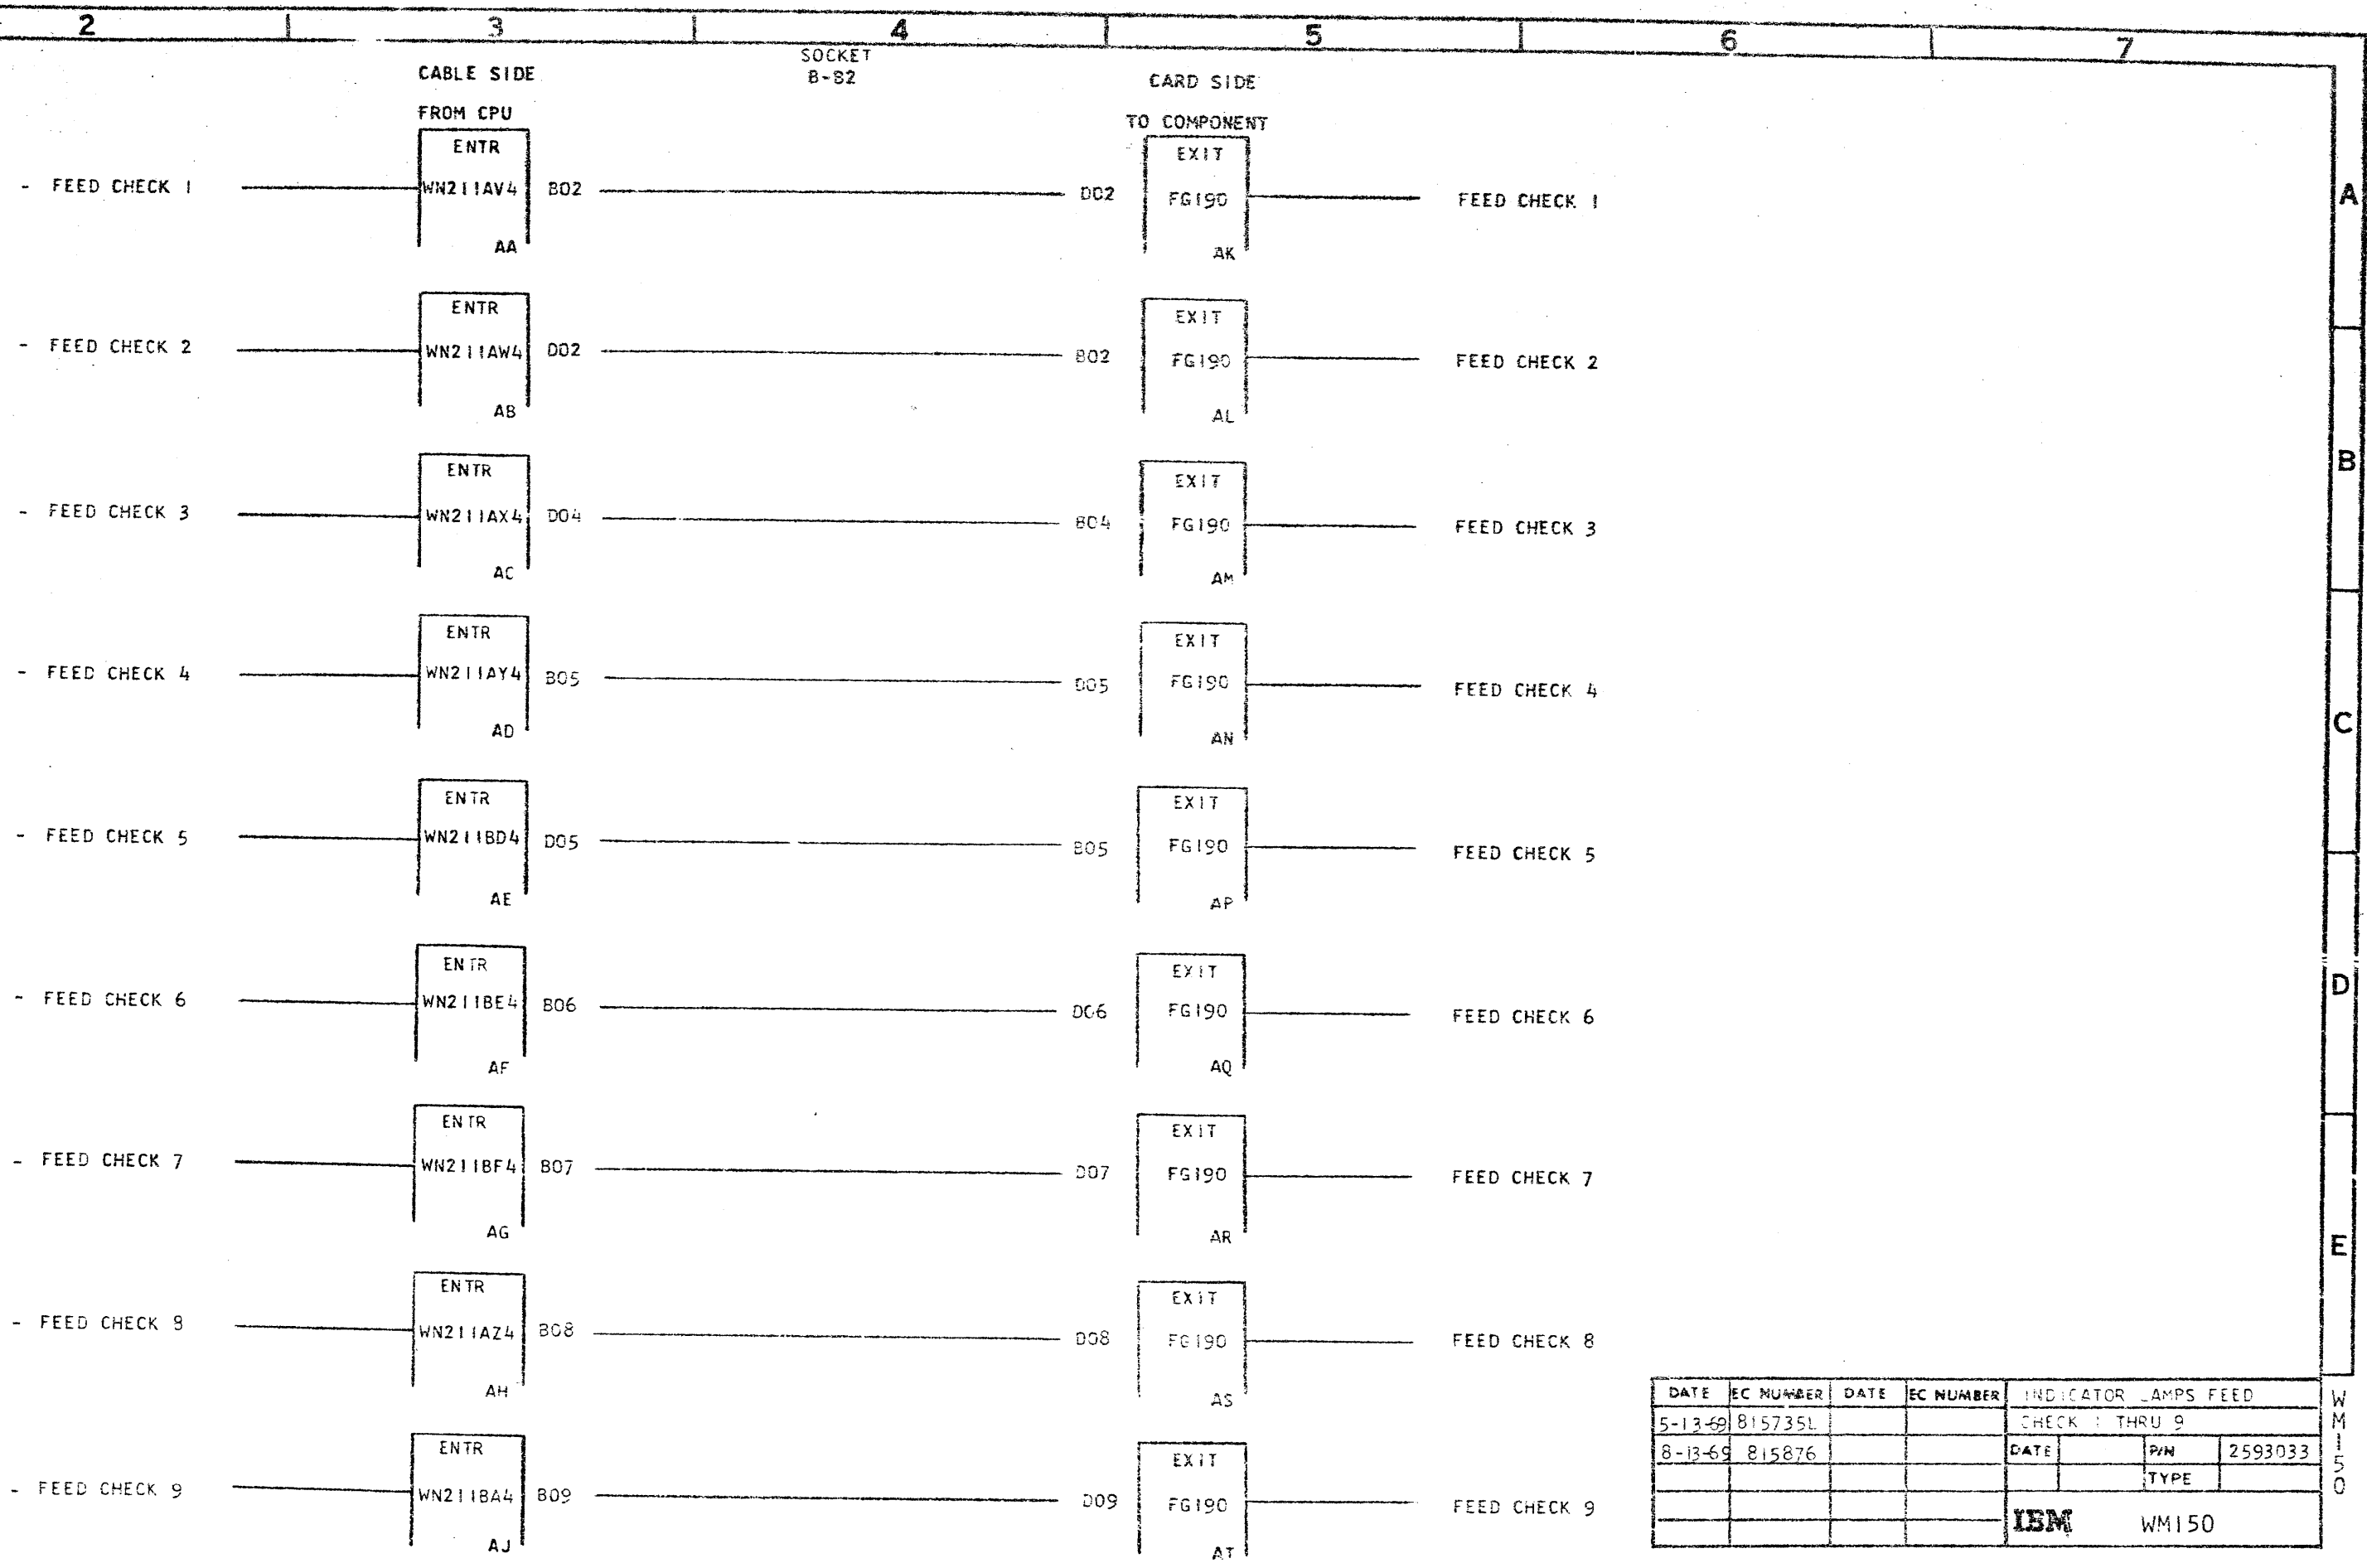 2 3 4 5 6 7
SOCKET
B-S2
CABLE SIDE
FROM CPU
CARD SIDE
TO COMPONENT
ENTR
EXIT
- FEED CHECK 1 WN211AV4 B02 D02 FG190 FEED CHECK 1
AA
AK
A
ENTR
EXIT
- FEED CHECK 2 WN211AW4 D02 B02 FG190 FEED CHECK 2
AB
AL
B
ENTR
EXIT
- FEED CHECK 3 WN211AX4 D04 B04 FG190 FEED CHECK 3
AC
AM
ENTR
EXIT
- FEED CHECK 4 WN211AY4 B05 D05 FG190 FEED CHECK 4
AD
AN
C
ENTR
EXIT
- FEED CHECK 5 WN211BD4 D05 B05 FG190 FEED CHECK 5
AE
AP
ENTR
EXIT
D
- FEED CHECK 6 WN211BE4 B06 D06 FG190 FEED CHECK 6
AF
AQ
ENTR
EXIT
- FEED CHECK 7 WN211BF4 B07 D07 FG190 FEED CHECK 7
AG
AR
E
ENTR
EXIT
- FEED CHECK 8 WN211AZ4 B08 D08 FG190 FEED CHECK 8
AH
AS
ENTR
EXIT
- FEED CHECK 9 WN211BA4 B09 D09 FG190 FEED CHECK 9
AJ
AT
DATE EC NUMBER DATE EC NUMBER INDICATOR LAMPS FEED
5-13-69 815735L CHECK 1 THRU 9
8-13-69 815876 DATE P/N 2593033
TYPE
IBM WM150
WM150